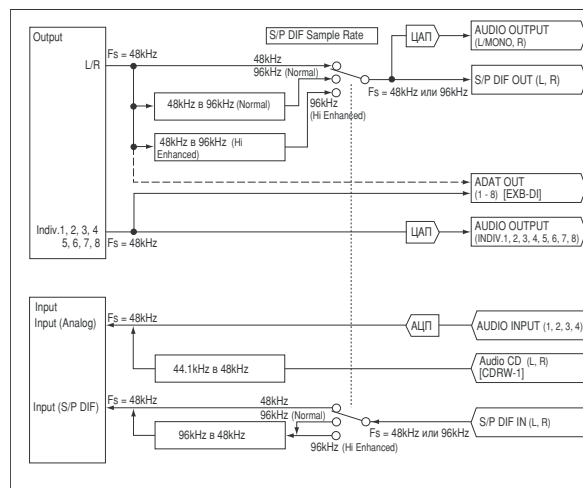 Output
L/R
Fs = 48kHz
S/P DIF Sample Rate
48kHz
96kHz (Normal)
96kHz
(Hi Enhanced)
48kHz в 96kHz (Normal)
48kHz в 96kHz (Hi
Enhanced)
ЦАП
AUDIO OUTPUT
(L/MONO, R)
S/P DIF OUT (L, R)
Fs = 48kHz или 96kHz
ADAT OUT
(1 - 8) [EXB-DI]
Indiv.1, 2, 3, 4
5, 6, 7, 8
Fs = 48kHz
ЦАП
AUDIO OUTPUT
(INDIV.1, 2, 3, 4, 5, 6, 7, 8)
Input
Input (Analog)
Fs = 48kHz
АЦП
AUDIO INPUT (1, 2, 3, 4)
44.1kHz в 48kHz
Audio CD (L, R)
[CDRW-1]
Input (S/P DIF)
Fs = 48kHz
48kHz
96kHz (Normal)
96kHz в 48kHz
96kHz (Hi Enhanced)
Fs = 48kHz или 96kHz
S/P DIF IN (L, R)